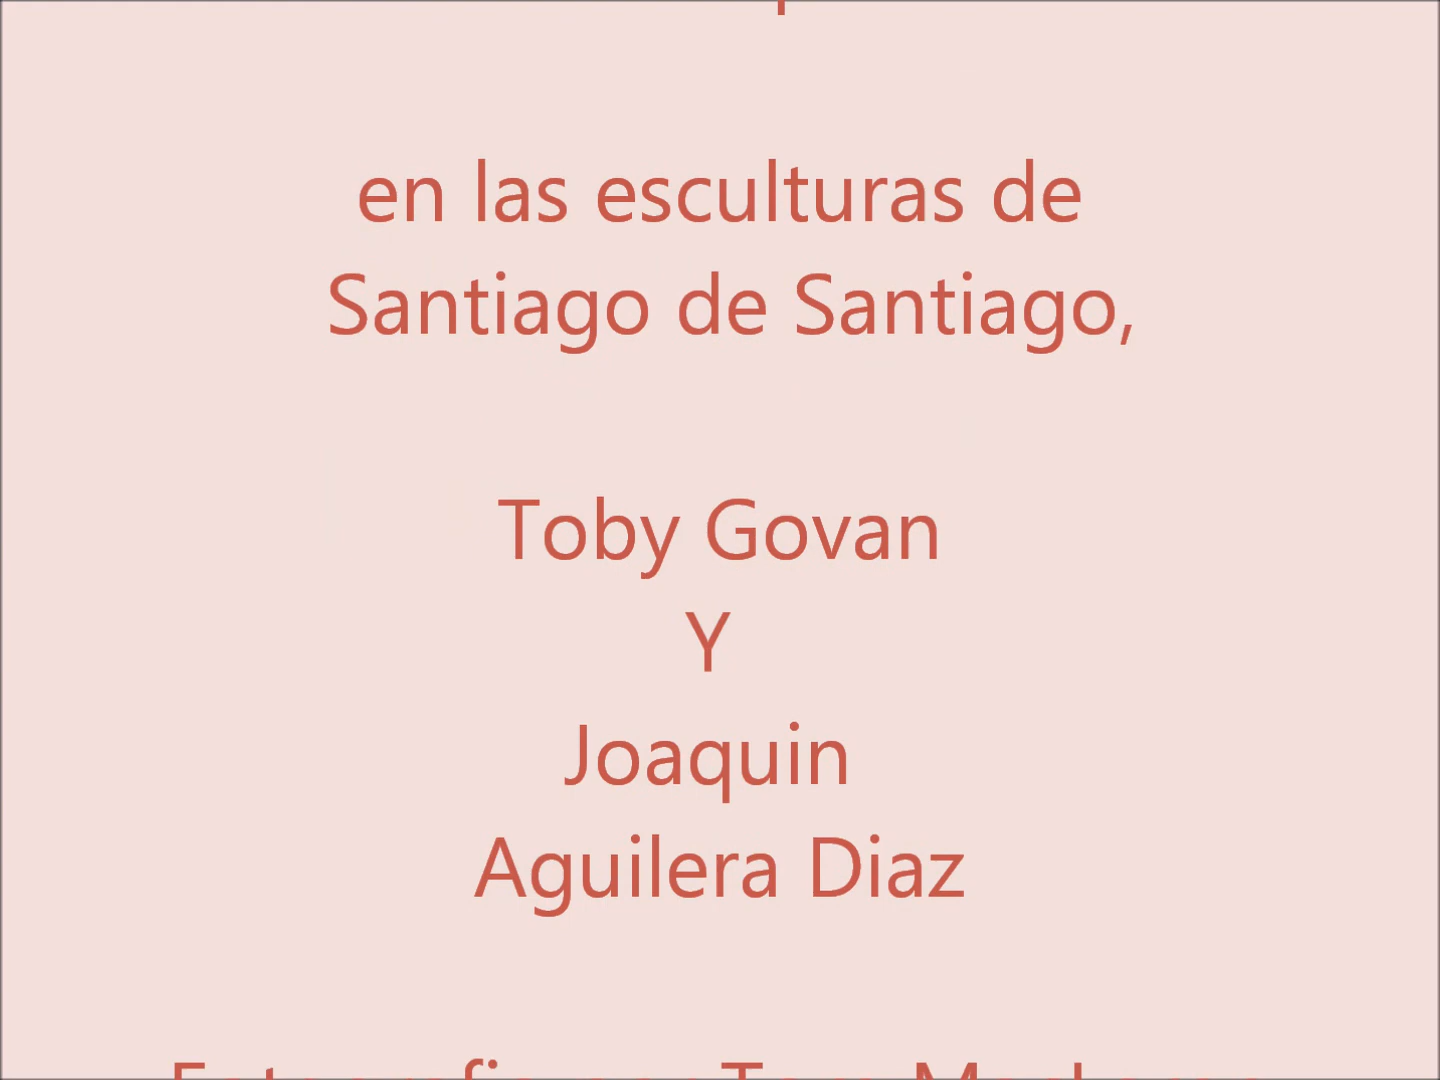 en las esculturas de
Santiago de Santiago,
Toby Govan
Y
Joaquin
Aguilera Diaz